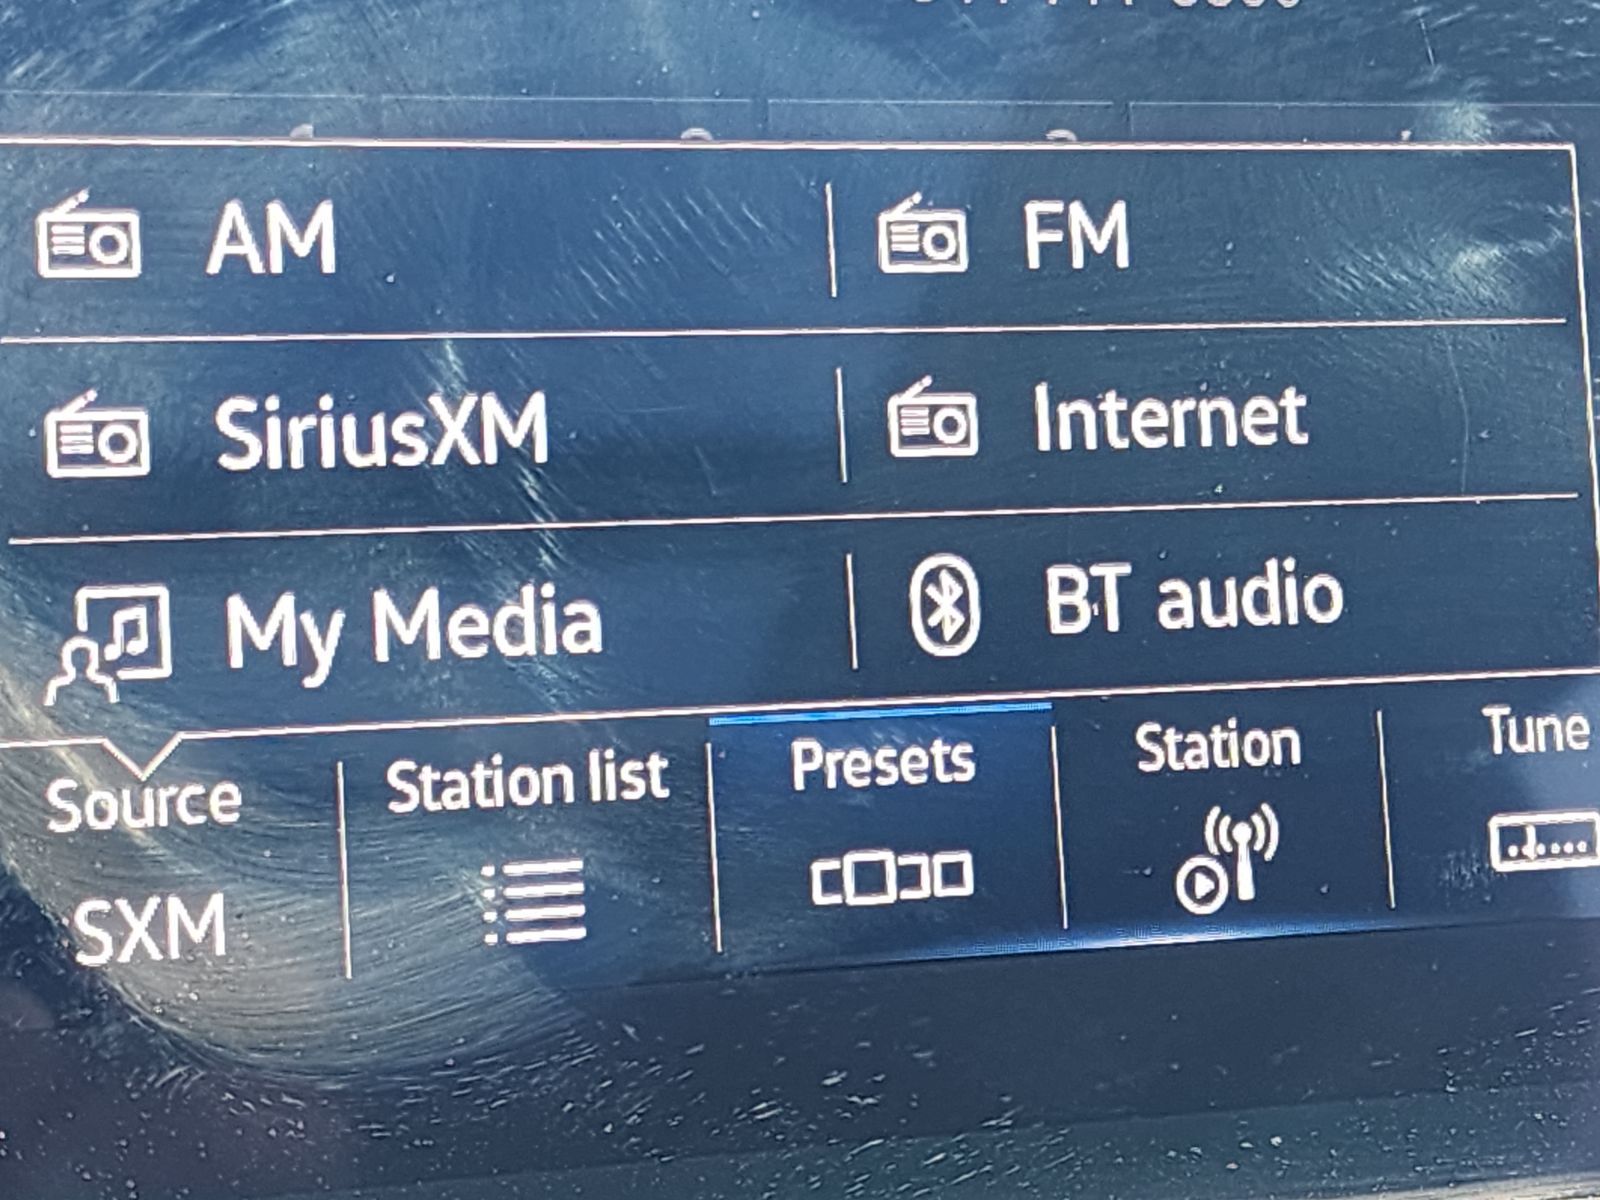 AM
FM
SiriusXM
Internet
My Media
BT audio
Source
Station list
Presets
Station
Tune
SXM